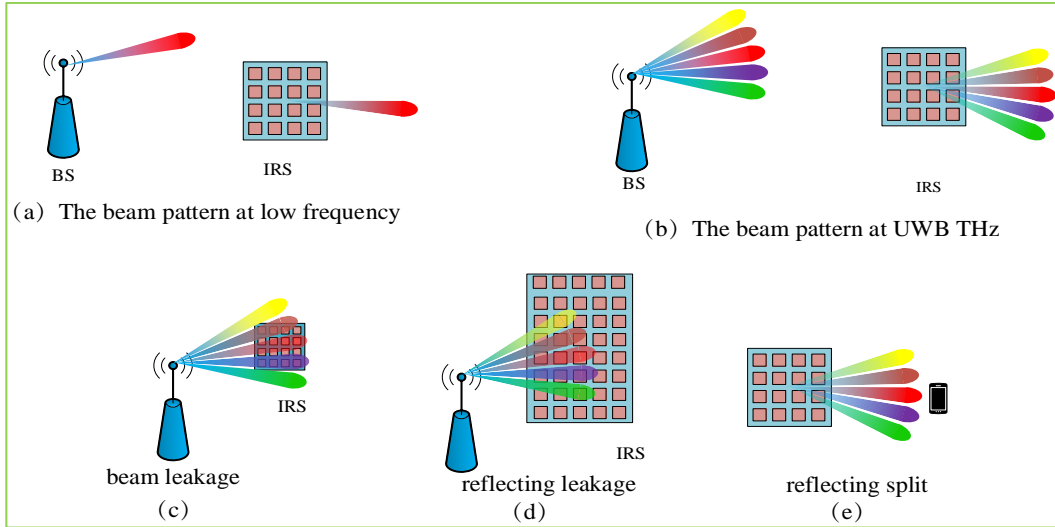 BS
IRS
(a) The beam pattern at low frequency
BS
IRS
(b) The beam pattern at UWB THz
IRS
beam leakage
(c)
IRS
reflecting leakage
(d)
reflecting split
(e)